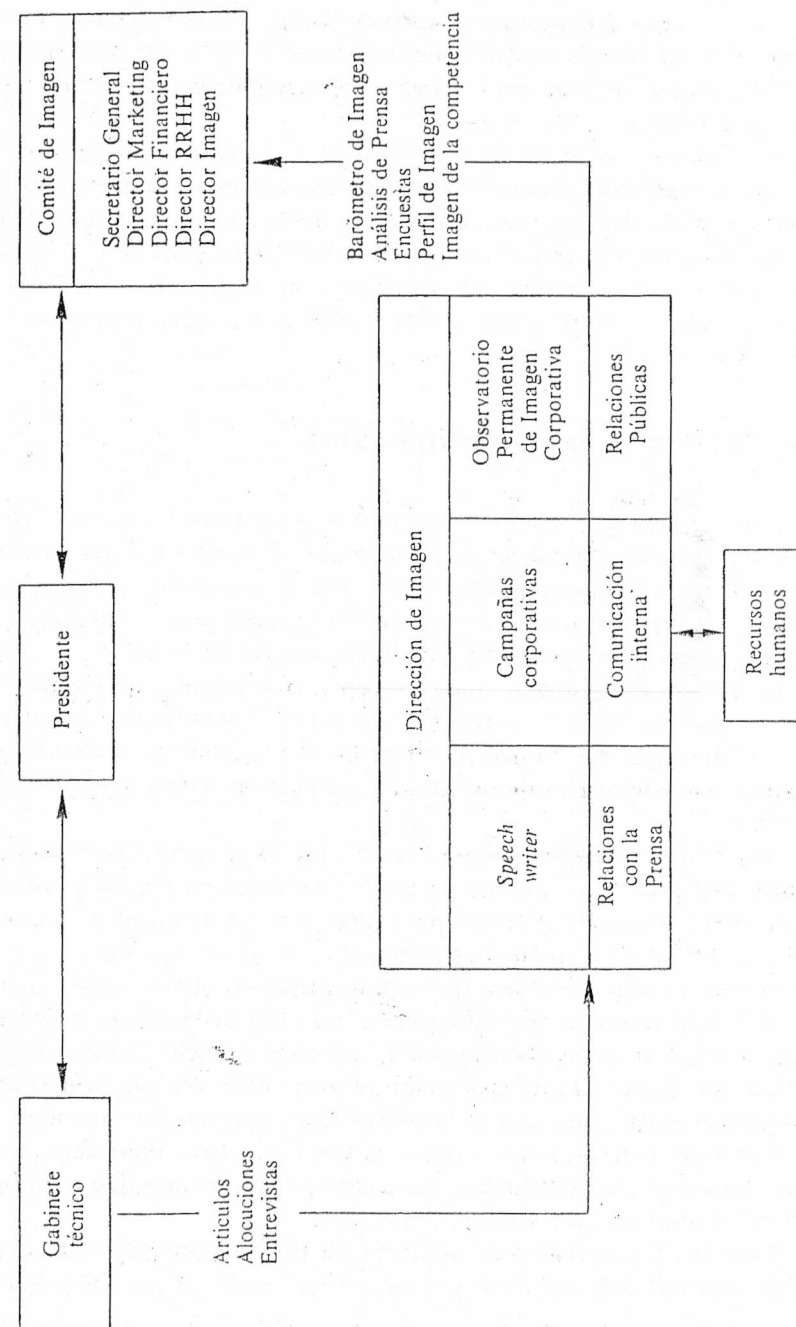 Gabinete
técnico
Presidente
Comité de Imagen
Secretario General
Director Marketing
Director Financiero
Director RRHH
Director Imagen
Artículos
Alocuciones
Entrevistas
Barómetro de Imagen
Análisis de Prensa
Encuestas
Perfil de Imagen
Imagen de la competencia
Dirección de Imagen
Speech
writer
Campañas
corporativas
Observatorio
Permanente
de Imagen
Corporativa
Relaciones
con la
Prensa
Comunicación
interna
Relaciones
Públicas
Recursos
humanos